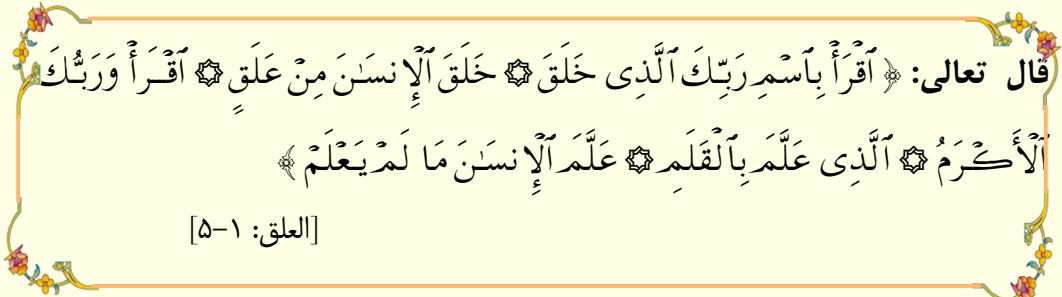 قال تعالى: ﴿ ٱقۡرَأۡ بِٱسۡمِ رَبِّكَ ٱلَّذِى خَلَقَ ۞ خَلَقَ ٱلۡإِنسَٰنَ مِنۡ عَلَقٍ ۞ ٱقۡرَأۡ وَرَبُّكَ
ٱلۡأَكۡرَمُ ۞ ٱلَّذِى عَلَّمَ بِٱلۡقَلَمِ ۞ عَلَّمَ ٱلۡإِنسَٰنَ مَا لَمۡ يَعۡلَمۡ ﴾
[العلق: ١-٥]